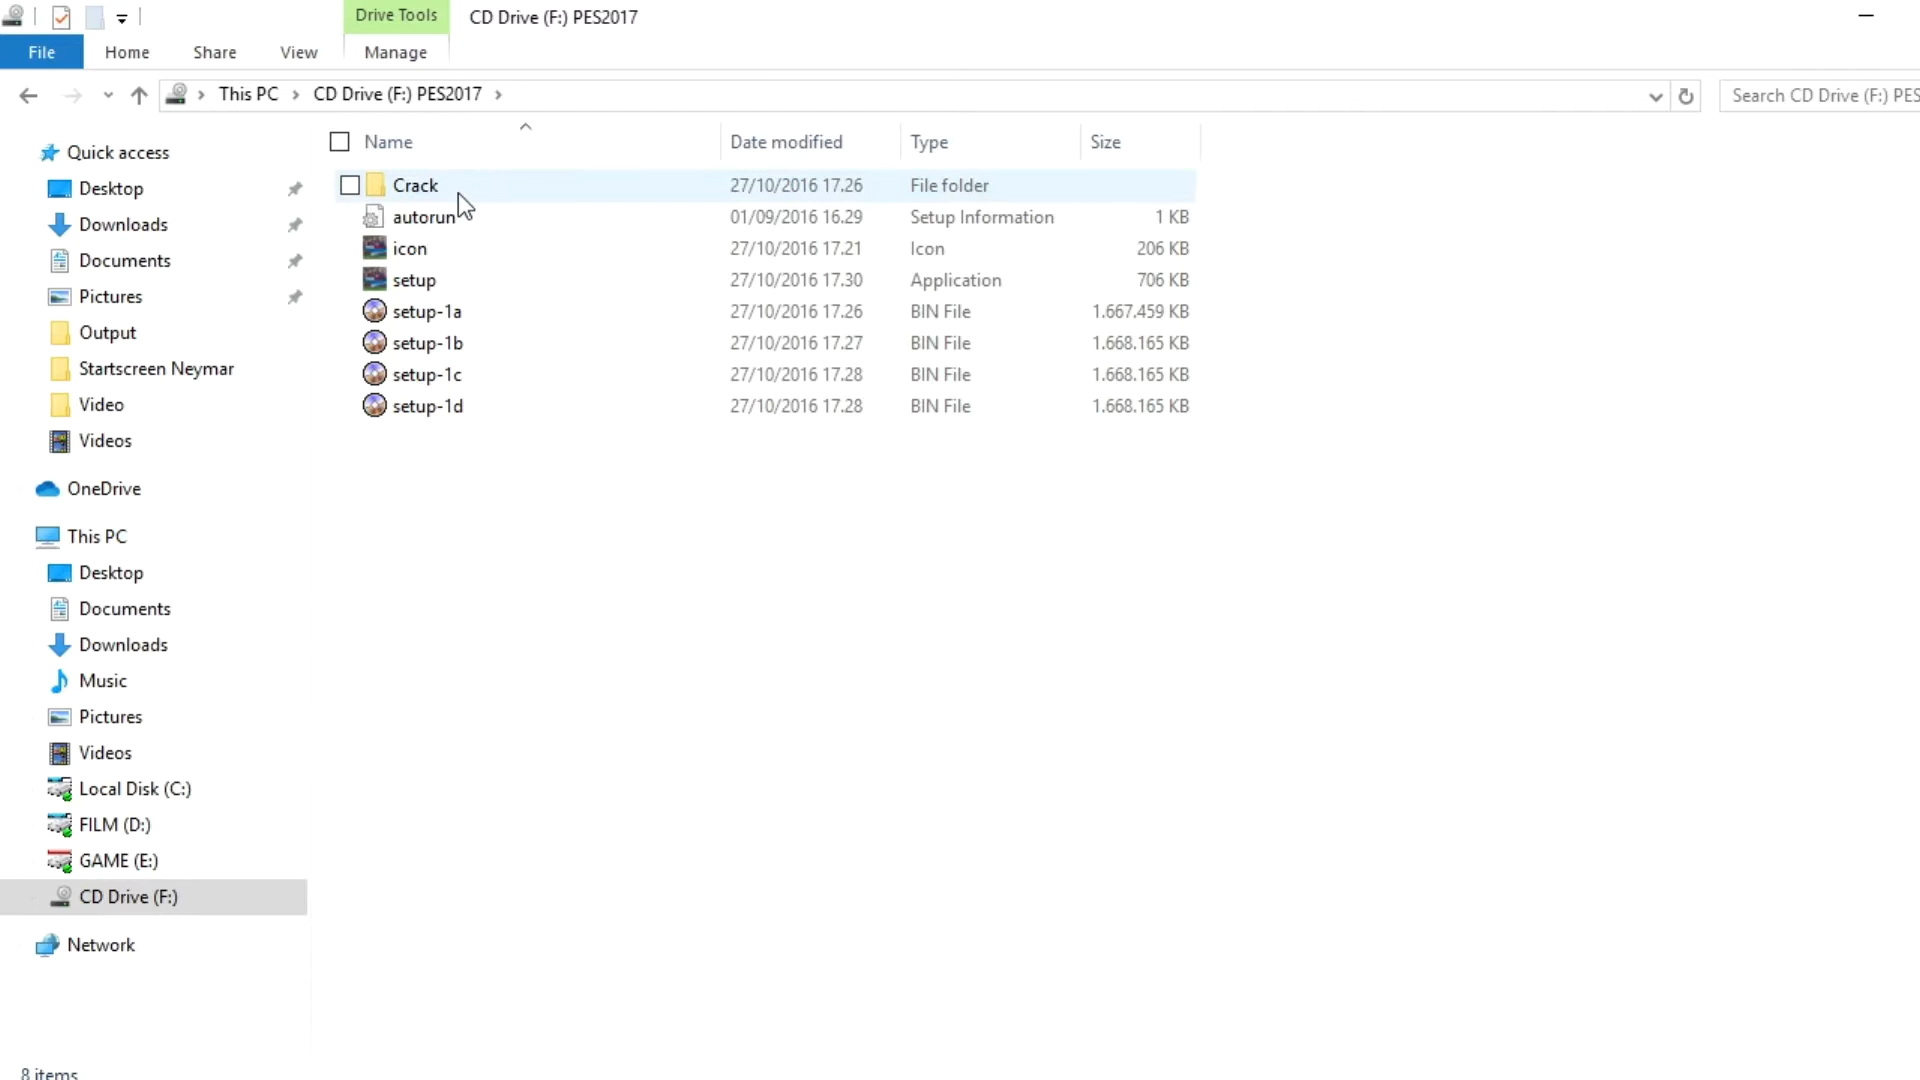 Drive Tools
CD Drive (F:) PES2017
File
Home
Share
View
Manage
This PC
CD Drive (F:) PES2017
Search CD Drive (F:) PES
Name
Date modified
Type
Size
Quick access
Desktop
Downloads
Documents
Pictures
Output
Startscreen Neymar
Video
Videos
OneDrive
This PC
Desktop
Documents
Downloads
Music
Pictures
Videos
Local Disk (C:)
FILM (D:)
GAME (E:)
CD Drive (F:)
Network
Crack 27/10/2016 17.26 File folder
autorun 01/09/2016 16.29 Setup Information 1 KB
icon 27/10/2016 17.21 Icon 206 KB
setup 27/10/2016 17.30 Application 706 KB
setup-1a 27/10/2016 17.26 BIN File 1.667.459 KB
setup-1b 27/10/2016 17.27 BIN File 1.668.165 KB
setup-1c 27/10/2016 17.28 BIN File 1.668.165 KB
setup-1d 27/10/2016 17.28 BIN File 1.668.165 KB
8 items